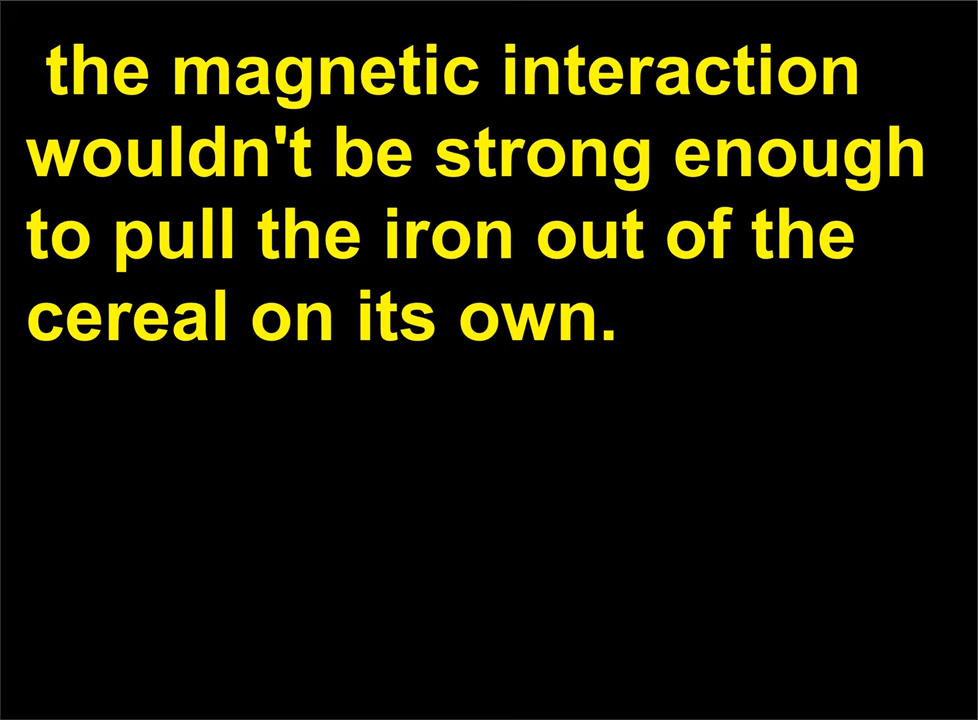 the magnetic interaction
wouldn't be strong enough
to pull the iron out of the
cereal on its own.